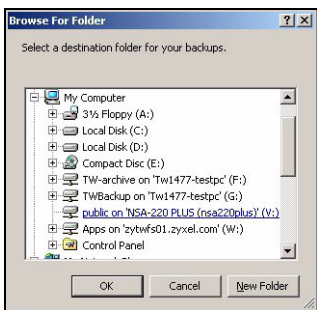 Browse For Folder
Select a destination folder for your backups.
My Computer
3½ Floppy (A:)
Local Disk (C:)
Local Disk (D:)
Compact Disc (E:)
TW-archive on 'Tw1477-testpc' (F:)
TWBackup on 'Tw1477-testpc' (G:)
public on 'NSA-220 PLUS (nsa220plus)' (V:)
Apps on 'zytwfs01.zyxel.com' (W:)
Control Panel
OK Cancel New Folder